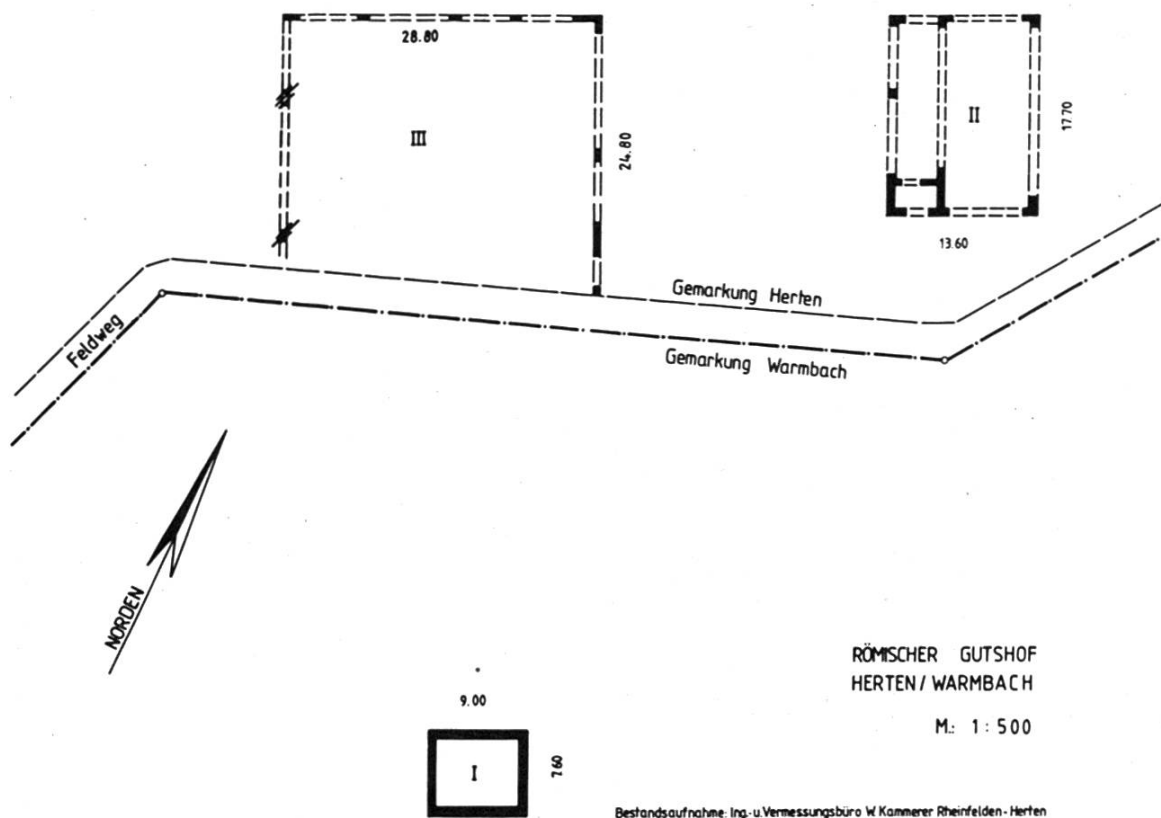 28.80
III
24.80
II
17.70
13.60
Gemarkung Herten
Feldweg
Gemarkung Warmbach
NORDEN
RÖMISCHER GUTSHOF
HERTEN / WARMBACH
M.: 1 : 500
9.00
I
7.60
Bestandsaufnahme: Ing.-u.Vermessungsbüro W. Kammerer Rheinfelden - Herten